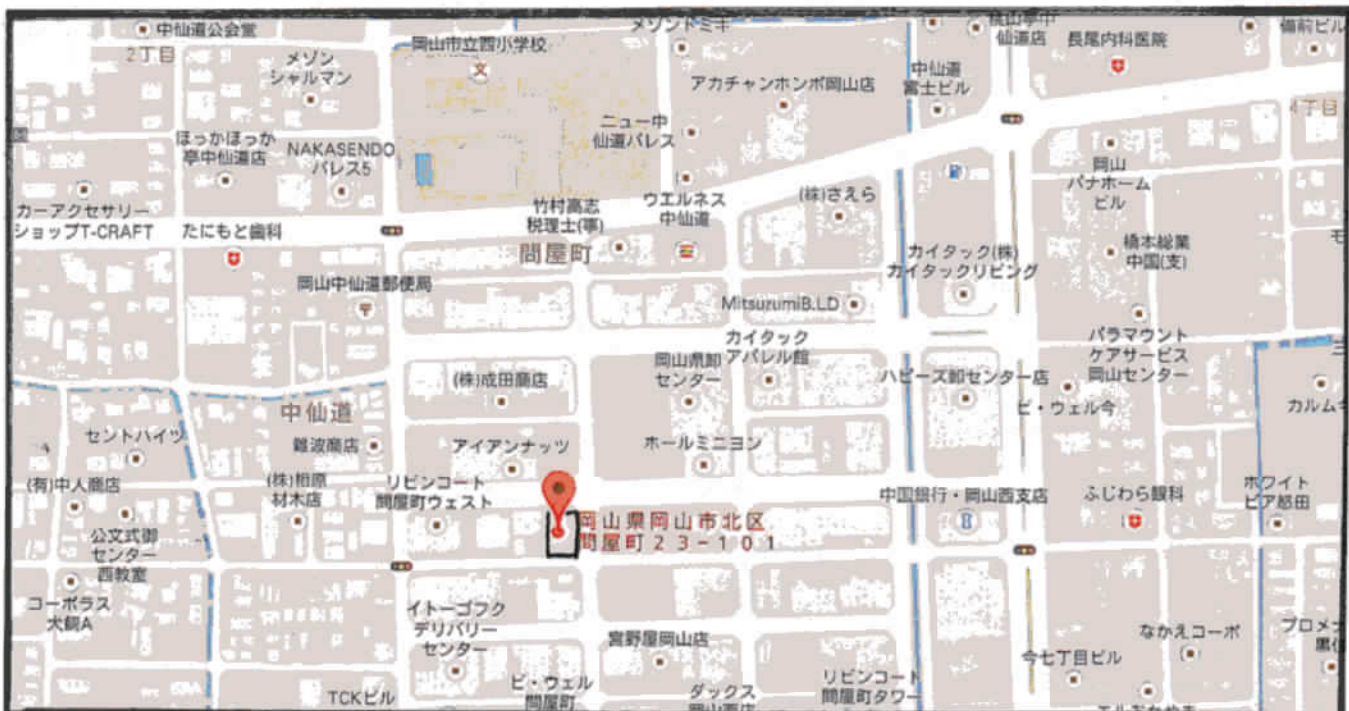 中仙道公会堂
2丁目
メゾン
シャルマン
岡山市立西小学校
文
メゾンドミキ
アカチャンホンポ岡山店
仙道店
長尾内科医院
備前ビル
中仙道
富士ビル
4丁目
園
ほっかほっか
亭中仙道店
NAKASENDO
パレス5
ニュー中
仙道パレス
岡山
パナホーム
ビル
カーアクセサリー
ショップT-CRAFT
たにもと歯科
竹村高志
税理士(事)
ウエルネス
中仙道
(株)さえら
問屋町
カイタック(株)
カイタックリビング
橋本総業
中国(支)
モ
岡山中仙道郵便局
〒
MitsuzumiB.LD
カイタック
アパレル館
岡山県卸
センター
パラマウント
ケアサービス
岡山センター
三
(株)成田商店
ハピーズ卸センター店
ビ・ウェル今
カルム今
中仙道
セントハイツ
難波商店
アイアンナッツ
ホールミニヨン
(有)中人商店
(株)相原
材木店
リビンコート
問屋町ウェスト
中国銀行・岡山西支店
ふじわら眼科
ホワイト
ピア怒田
岡山県岡山市北区
問屋町23-101
公文式御
センター
西教室
コーポラス
犬飼A
イトーゴフク
デリバリー
センター
宮野屋岡山店
なかえコーポ
プロメナ
今七丁目ビル
TCKビル
ビ・ウェル
問屋町
ダックス
岡山西店
リビンコート
問屋町タワー